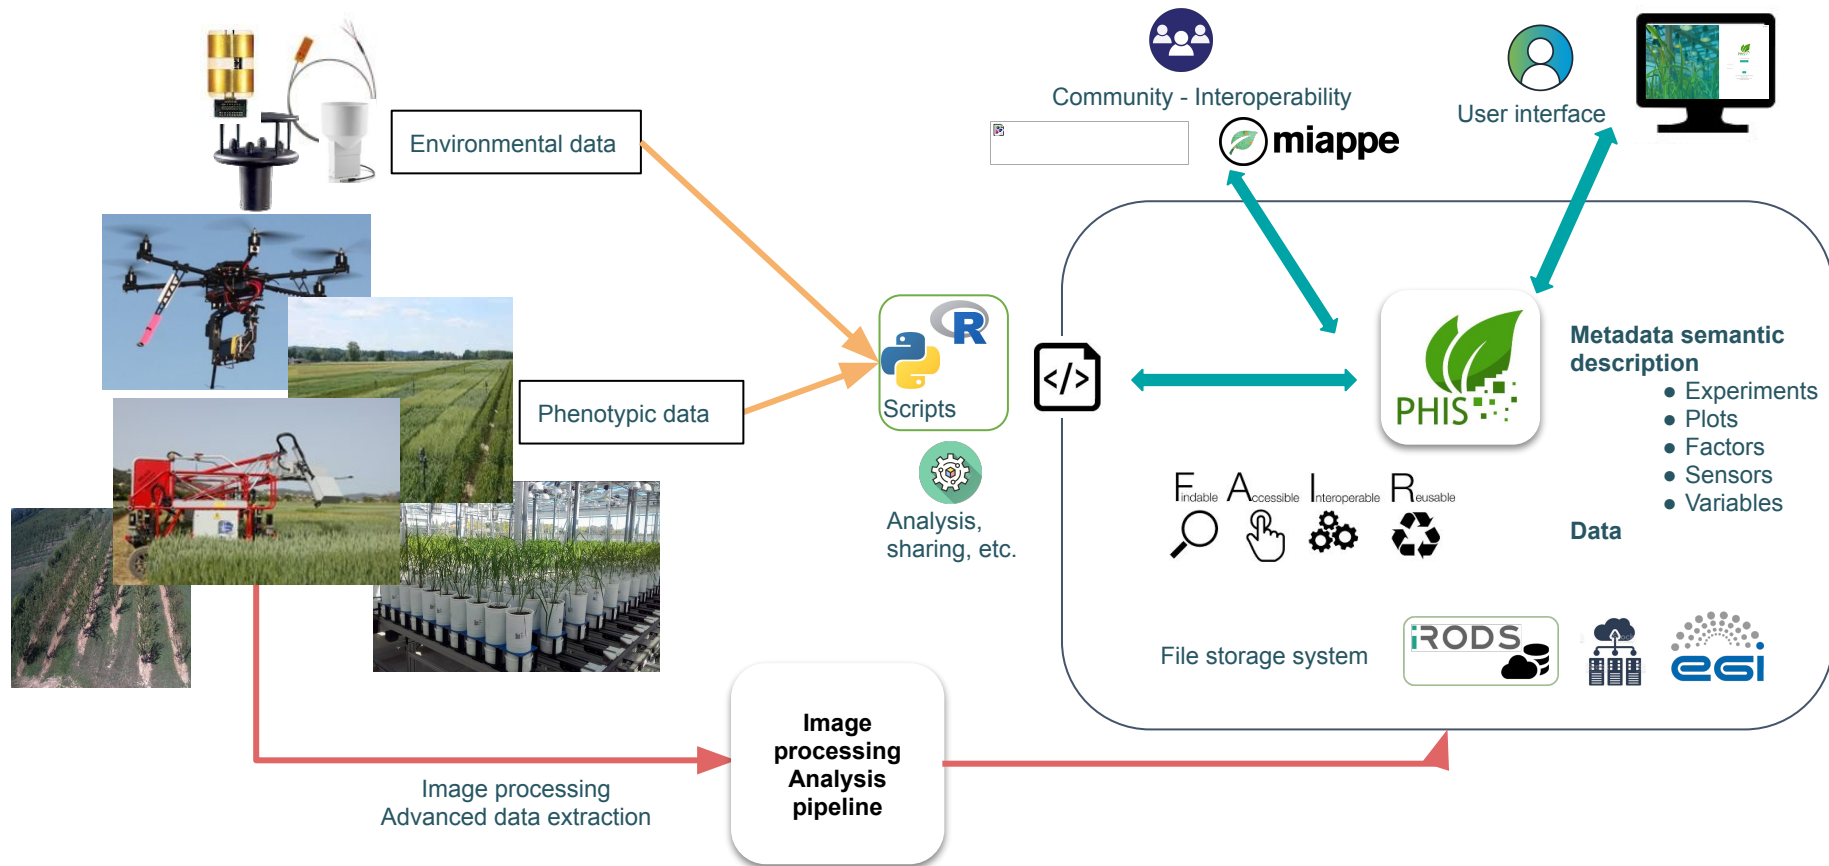 Community - Interoperability
miappe
User interface
PHIS
Environmental data
Phenotypic data
R
Scripts
</>
Analysis,
sharing, etc.
PHIS
Metadata semantic
description
● Experiments
● Plots
● Factors
● Sensors
● Variables
Data
Findable Accessible Interoperable Reusable
File storage system
iRODS
egi
Image processing
Advanced data extraction
Image
processing
Analysis
pipeline